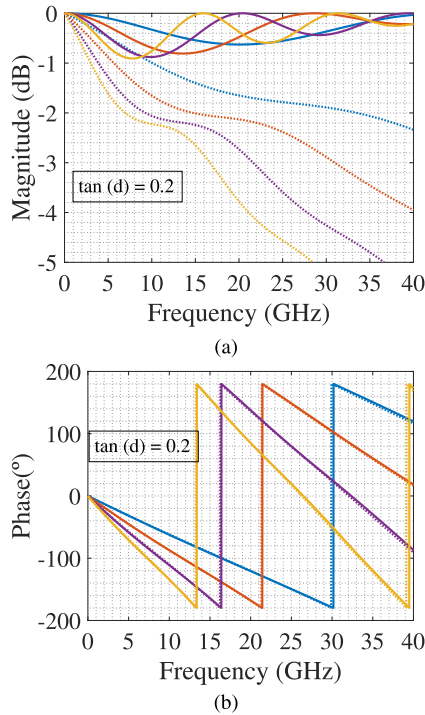 0
-1
-2
-3
-4
-5
Magnitude (dB)
tan (d) = 0.2
0 5 10 15 20 25 30 35 40
Frequency (GHz)
(a)
200
100
0
-100
-200
Phase(º)
tan (d) = 0.2
0 5 10 15 20 25 30 35 40
Frequency (GHz)
(b)